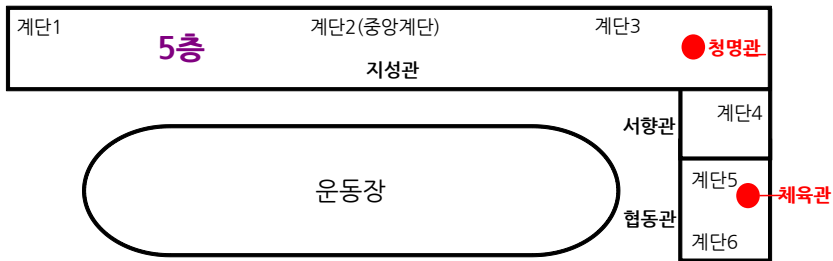 계단1
계단2(중앙계단)
계단3
5층
청명관
지성관
서향관
계단4
운동장
계단5
체육관
협동관
계단6